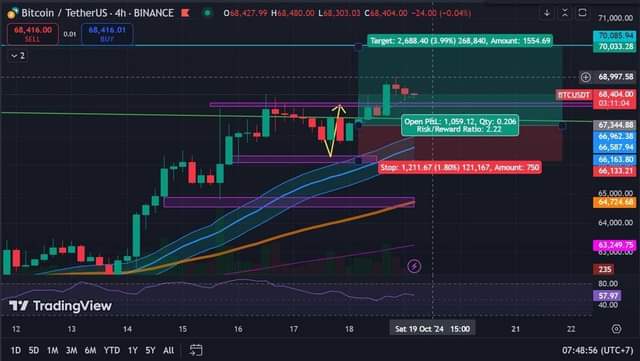 Bitcoin / TetherUS · 4h · BINANCE O68,427.99 H68,480.00 L68,303.03 C68,404.00 −24.00 (−0.04%)
68,416.00 SELL 0.01 68,416.01 BUY
2
71,000.00
70,085.94
70,033.28
Target: 2,688.40 (3.99%) 268,840, Amount: 1554.69
68,997.58
BTCUSDT 68,404.00
03:11:04
Open P&L: 1,059.12, Qty: 0.206
Risk/Reward Ratio: 2.22
67,344.88
66,962.38
66,587.94
66,163.80
66,133.21
Stop: 1,211.67 (1.80%) 121,167, Amount: 750
65,000.00
64,724.68
64,000.00
63,249.75
235
80.00
57.97
40.00
TradingView
12 13 14 15 16 17 18 Sat 19 Oct '24 15:00 21 22
1D 5D 1M 3M 6M YTD 1Y 5Y All 07:48:56 (UTC+7)